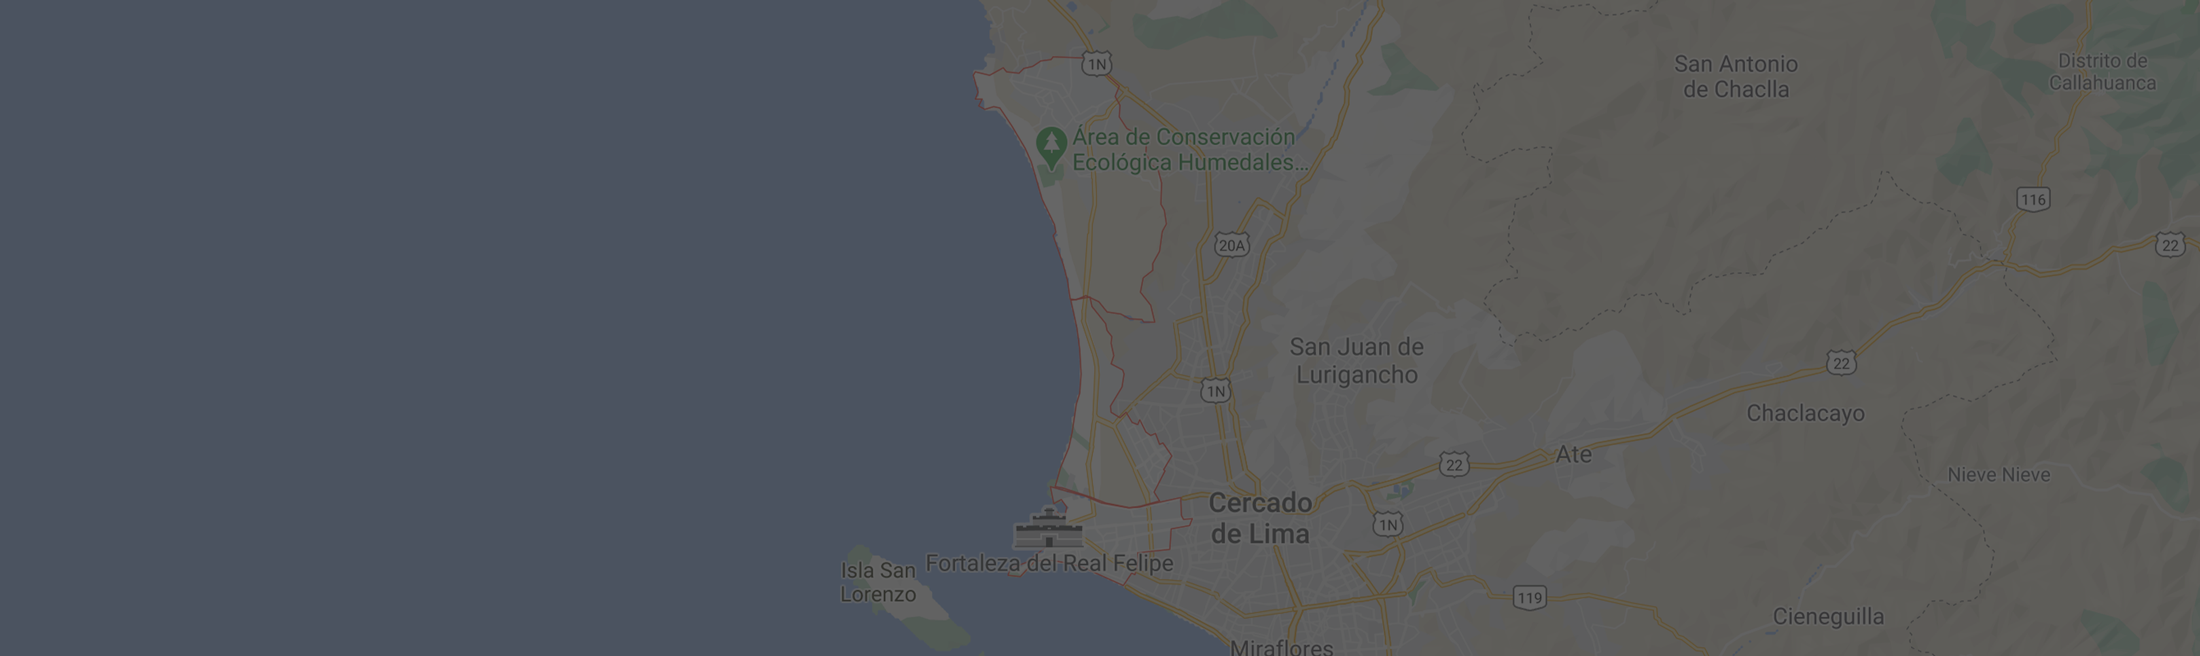 1N
San Antonio
de Chaclla
Distrito de
Callahuanca
Área de Conservación
Ecológica Humedales...
116
20A
22
San Juan de
Lurigancho
22
1N
Chaclacayo
Ate
22
Nieve Nieve
Cercado
de Lima
1N
Fortaleza del Real Felipe
Isla San
Lorenzo
119
Cieneguilla
Miraflores